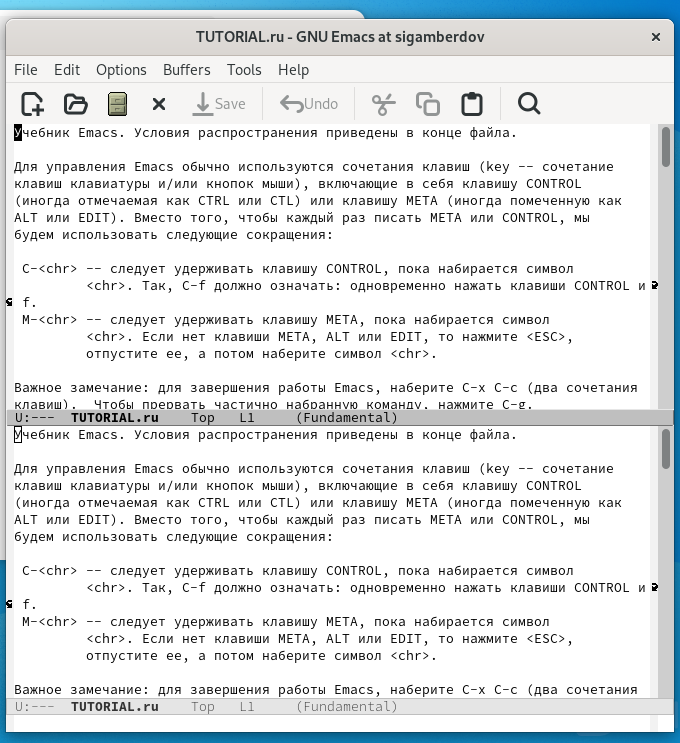 TUTORIAL.ru - GNU Emacs at sigamberdov
File Edit Options Buffers Tools Help
Save Undo
Учебник Emacs. Условия распространения приведены в конце файла.
Для управления Emacs обычно используются сочетания клавиш (key -- сочетание
клавиш клавиатуры и/или кнопок мыши), включающие в себя клавишу CONTROL
(иногда отмечаемая как CTRL или CTL) или клавишу META (иногда помеченную как
ALT или EDIT). Вместо того, чтобы каждый раз писать META или CONTROL, мы
будем использовать следующие сокращения:
C-<chr> -- следует удерживать клавишу CONTROL, пока набирается символ
<chr>. Так, C-f должно означать: одновременно нажать клавиши CONTROL и
f.
M-<chr> -- следует удерживать клавишу META, пока набирается символ
<chr>. Если нет клавиши META, ALT или EDIT, то нажмите <ESC>,
отпустите ее, а потом наберите символ <chr>.
Важное замечание: для завершения работы Emacs, наберите C-x C-c (два сочетания
клавиш). Чтобы прервать частично набранную команду, нажмите C-g.
U:--- TUTORIAL.ru Top L1 (Fundamental)
Учебник Emacs. Условия распространения приведены в конце файла.
Для управления Emacs обычно используются сочетания клавиш (key -- сочетание
клавиш клавиатуры и/или кнопок мыши), включающие в себя клавишу CONTROL
(иногда отмечаемая как CTRL или CTL) или клавишу META (иногда помеченную как
ALT или EDIT). Вместо того, чтобы каждый раз писать META или CONTROL, мы
будем использовать следующие сокращения:
C-<chr> -- следует удерживать клавишу CONTROL, пока набирается символ
<chr>. Так, C-f должно означать: одновременно нажать клавиши CONTROL и
f.
M-<chr> -- следует удерживать клавишу META, пока набирается символ
<chr>. Если нет клавиши META, ALT или EDIT, то нажмите <ESC>,
отпустите ее, а потом наберите символ <chr>.
Важное замечание: для завершения работы Emacs, наберите C-x C-c (два сочетания
U:--- TUTORIAL.ru Top L1 (Fundamental)